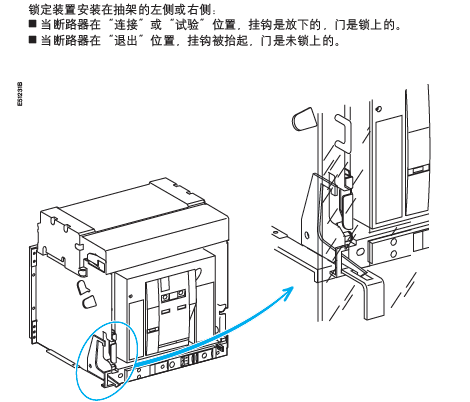 锁定装置安装在抽架的左侧或右侧：
■ 当断路器在“连接”或“试验”位置，挂钩是放下的，门是锁上的。
■ 当断路器在“退出”位置，挂钩被抬起，门是未锁上的。